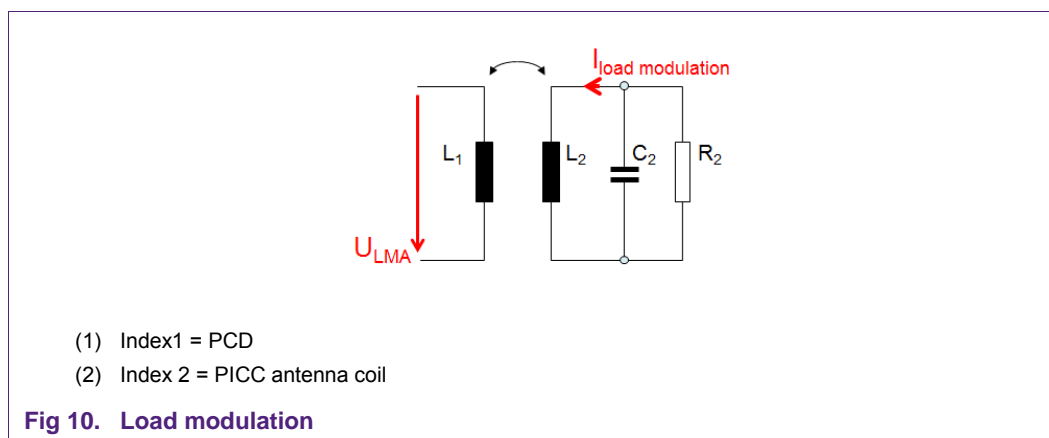 I load modulation
L1
L2
C2
R2
ULMA
(1) Index1 = PCD
(2) Index 2 = PICC antenna coil
Fig 10. Load modulation